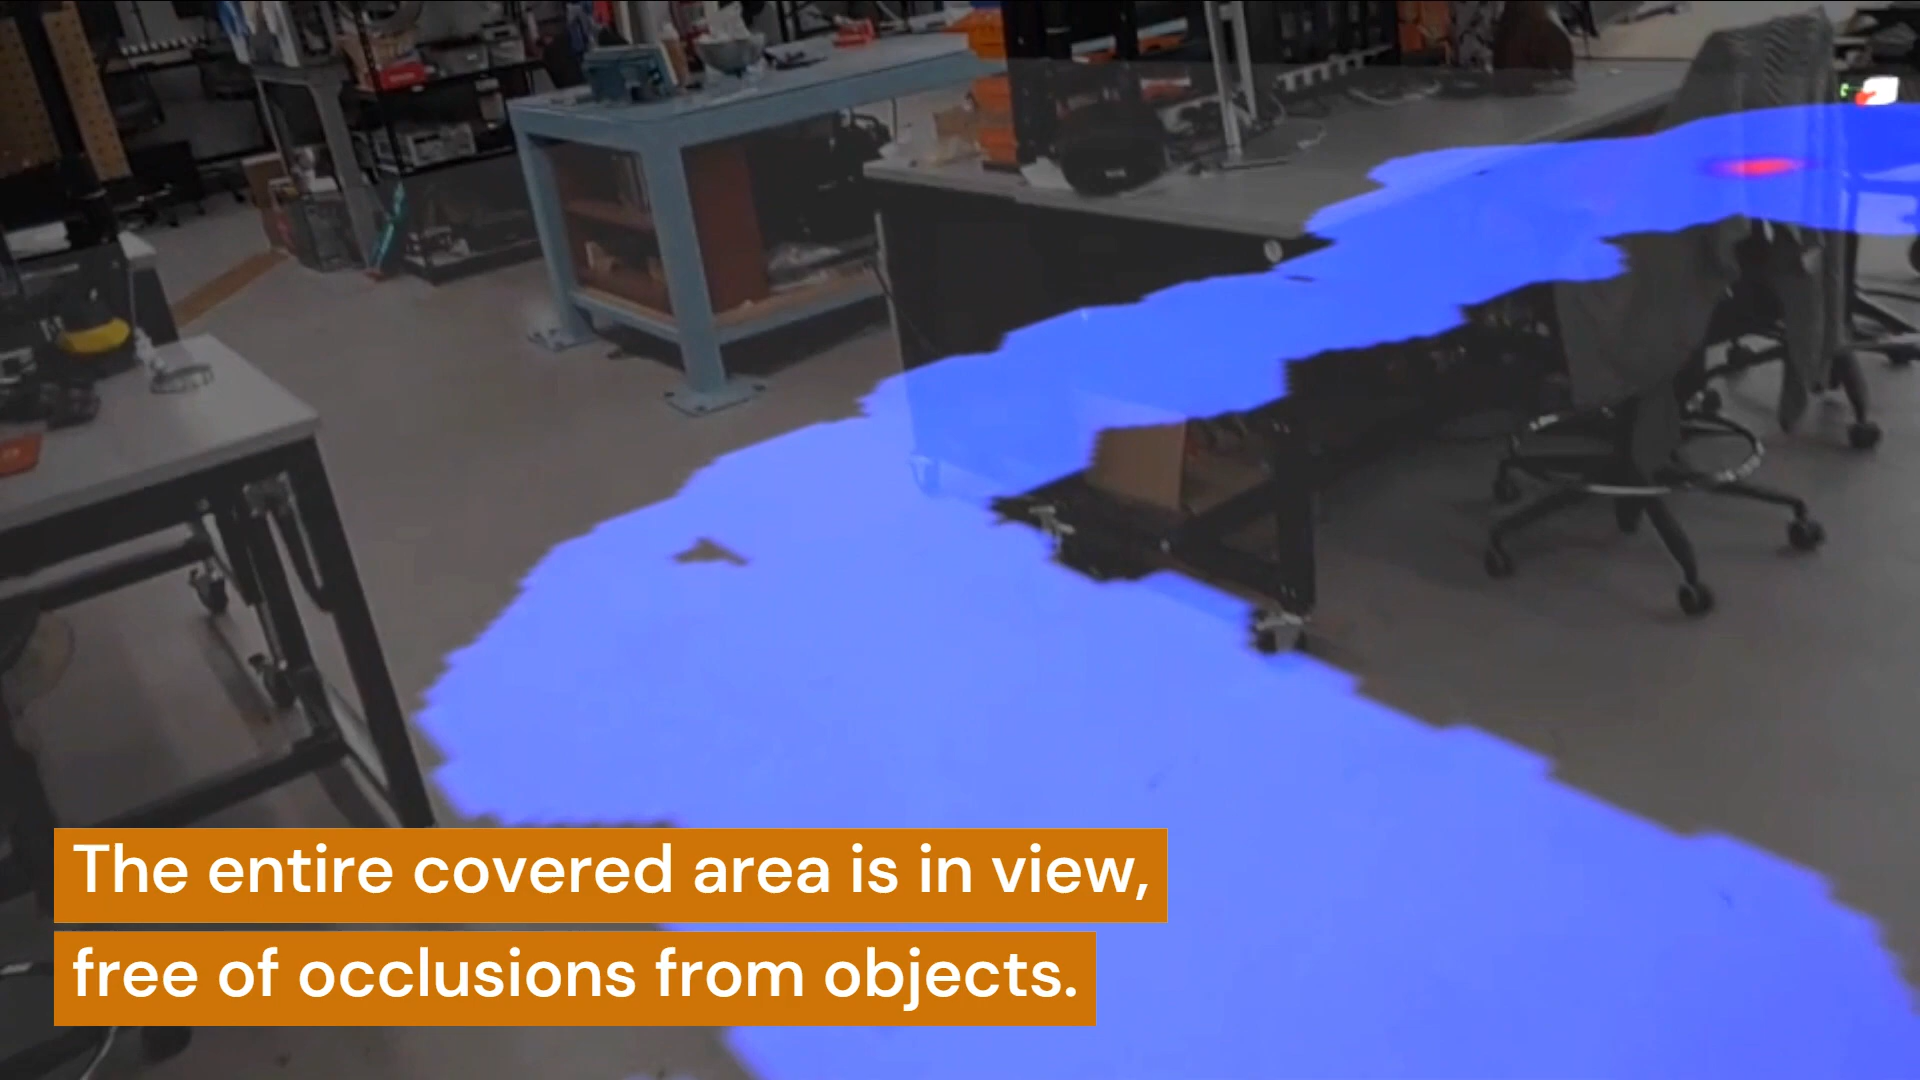 The entire covered area is in view,
free of occlusions from objects.